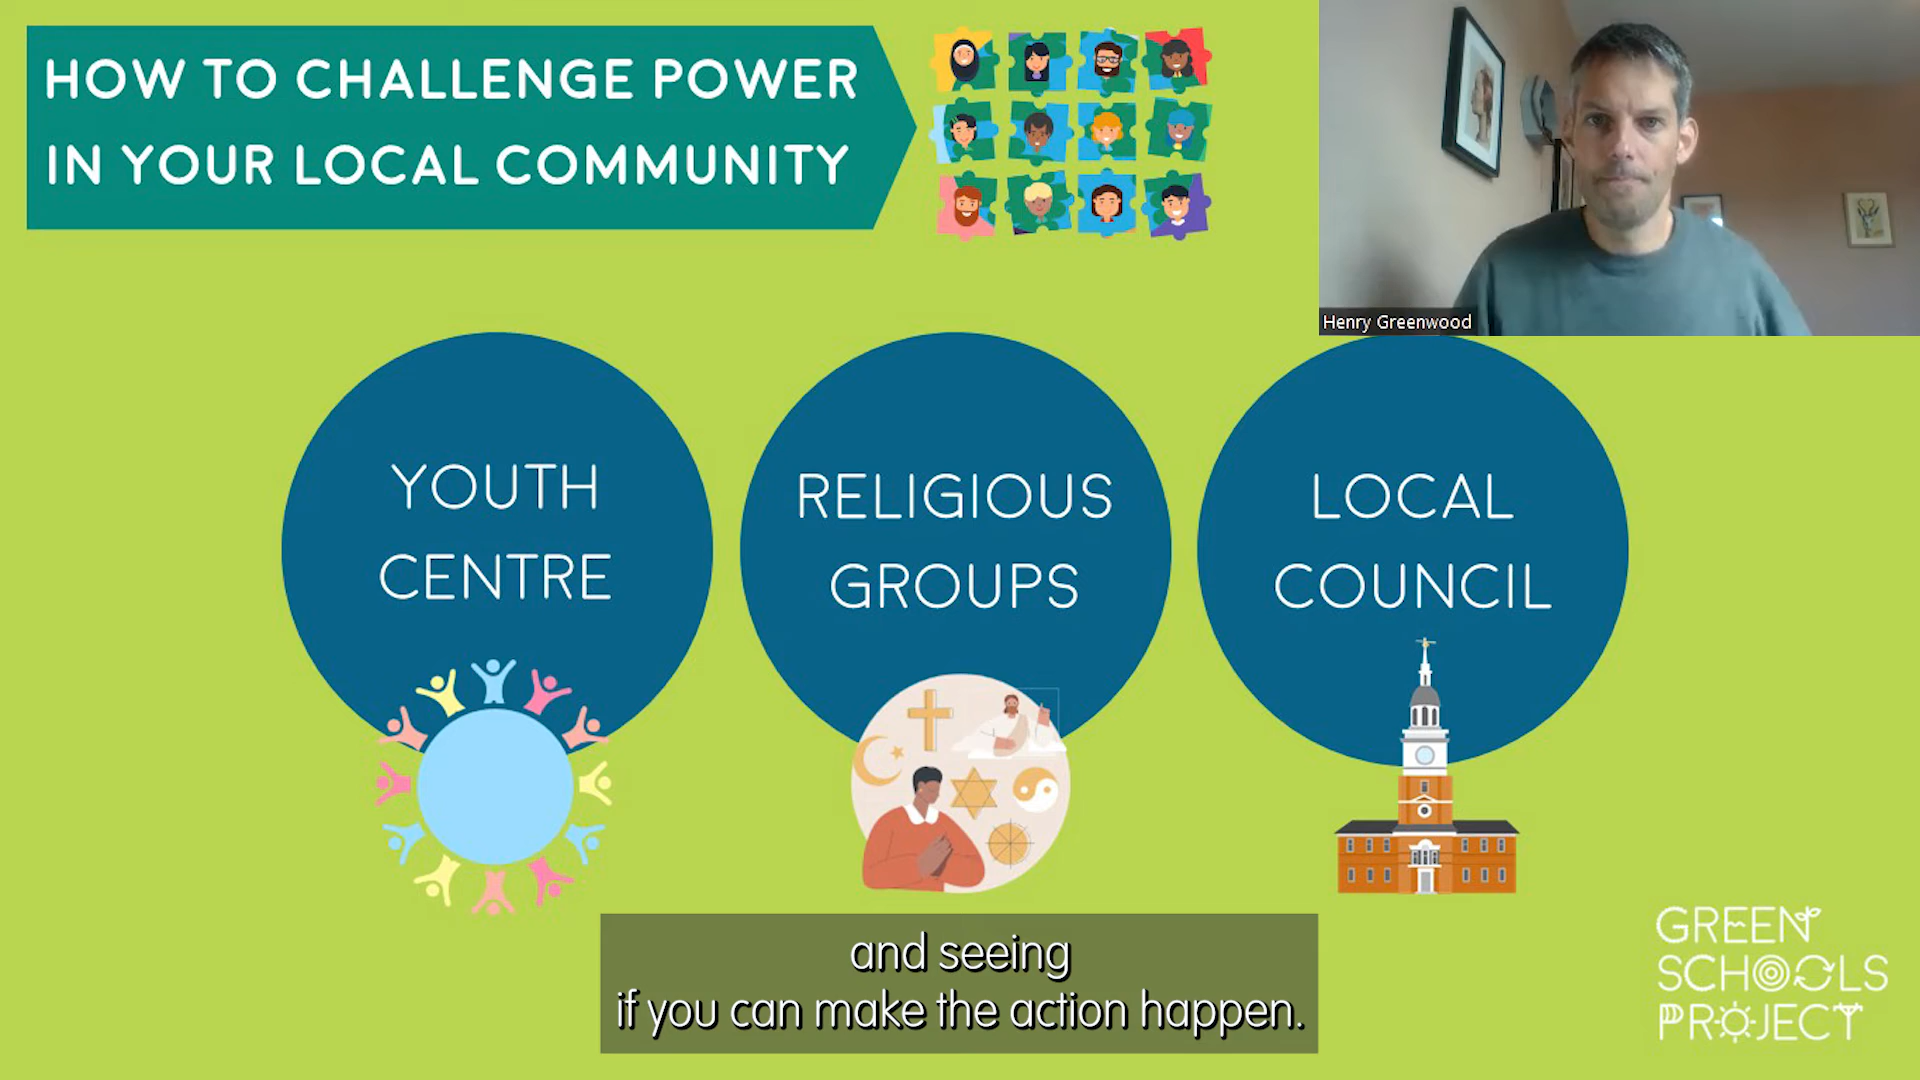 HOW TO CHALLENGE POWER
IN YOUR LOCAL COMMUNITY
Henry Greenwood
YOUTH
CENTRE
RELIGIOUS
GROUPS
LOCAL
COUNCIL
and seeing
if you can make the action happen.
GREEN
SCHOOLS
PROJECT